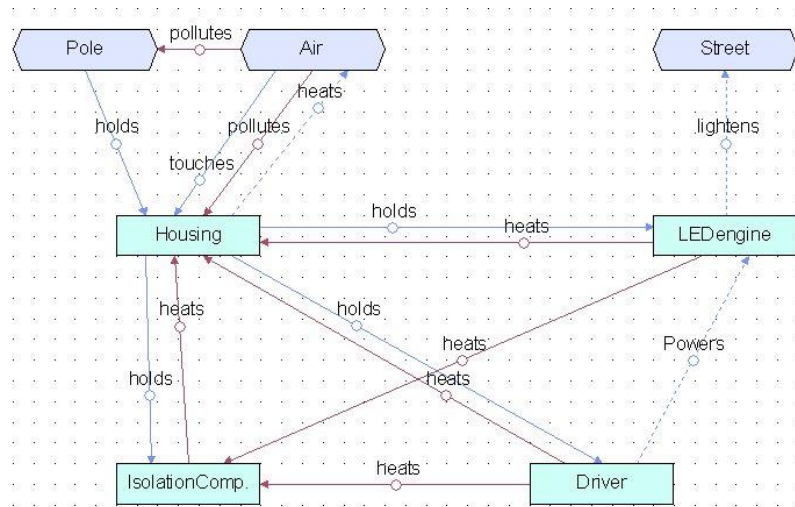 pollutes
Pole
Air
Street
heats
holds
pollutes
lightens
touches
holds
Housing
heats
LEDengine
holds
heats
heats
Powers
holds
heats
heats
IsolationComp.
Driver